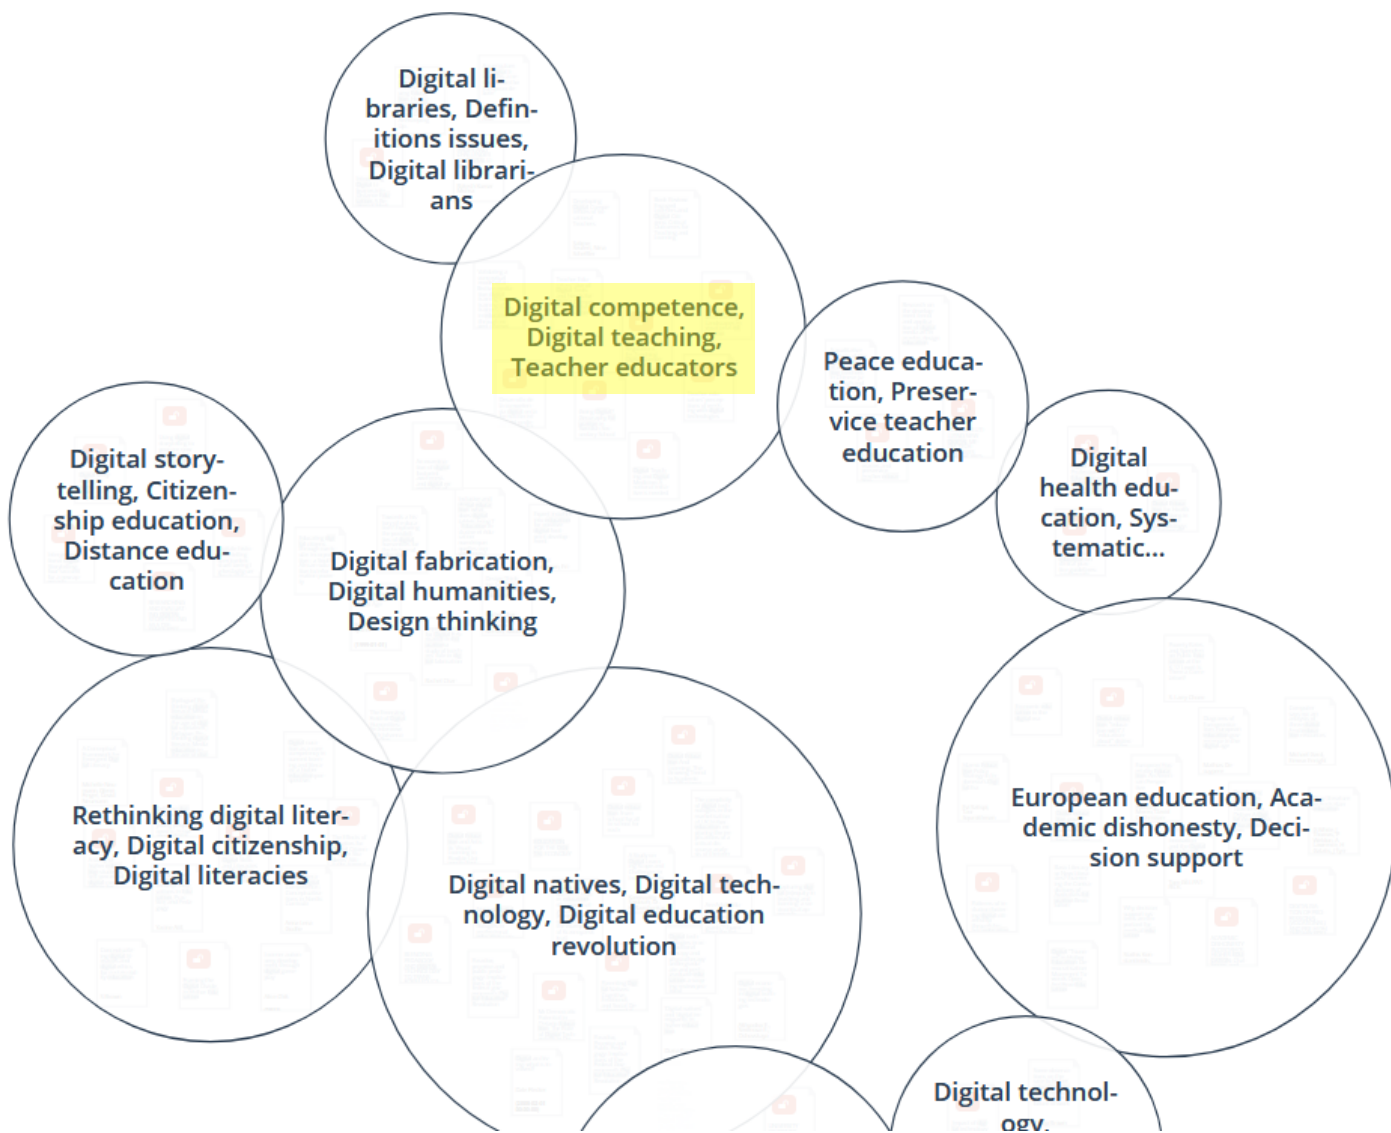 Digital li-
braries, Defin-
itions issues,
Digital librari-
ans
Digital competence,
Digital teaching,
Teacher educators
Peace educa-
tion, Preser-
vice teacher
education
Digital
health edu-
cation, Sys-
tematic...
Digital story-
telling, Citizen-
ship education,
Distance edu-
cation
Digital fabrication,
Digital humanities,
Design thinking
Rethinking digital liter-
acy, Digital citizenship,
Digital literacies
Digital natives, Digital tech-
nology, Digital education
revolution
European education, Aca-
demic dishonesty, Deci-
sion support
Digital technol-
ogy,